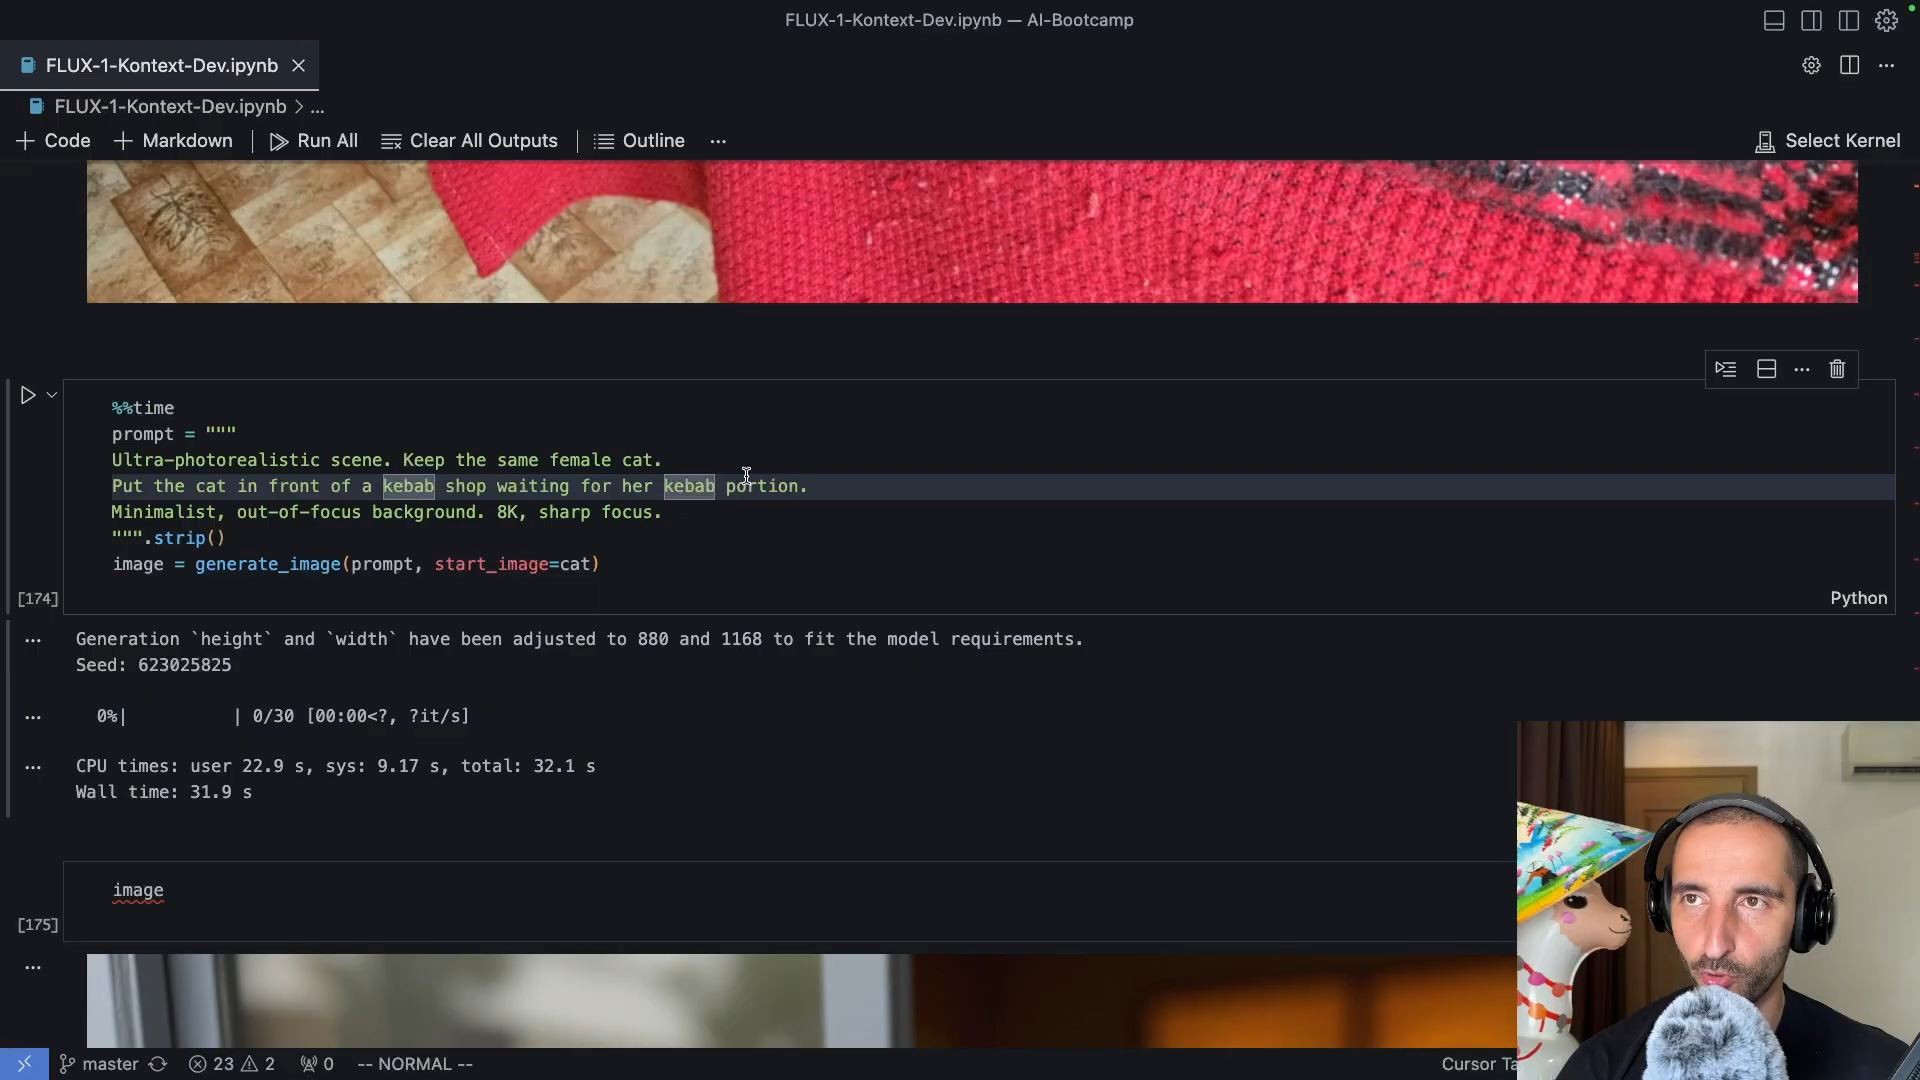 FLUX-1-Kontext-Dev.ipynb — AI-Bootcamp
FLUX-1-Kontext-Dev.ipynb
FLUX-1-Kontext-Dev.ipynb > ...
Code Markdown Run All Clear All Outputs Outline ... Select Kernel
%%time
prompt = """
Ultra-photorealistic scene. Keep the same female cat.
Put the cat in front of a kebab shop waiting for her kebab portion.
Minimalist, out-of-focus background. 8K, sharp focus.
""".strip()
image = generate_image(prompt, start_image=cat)
[174] Python
Generation `height` and `width` have been adjusted to 880 and 1168 to fit the model requirements.
Seed: 623025825
0%| | 0/30 [00:00<?, ?it/s]
CPU times: user 22.9 s, sys: 9.17 s, total: 32.1 s
Wall time: 31.9 s
image
[175]
master 23 2 0 -- NORMAL -- Cursor Ta